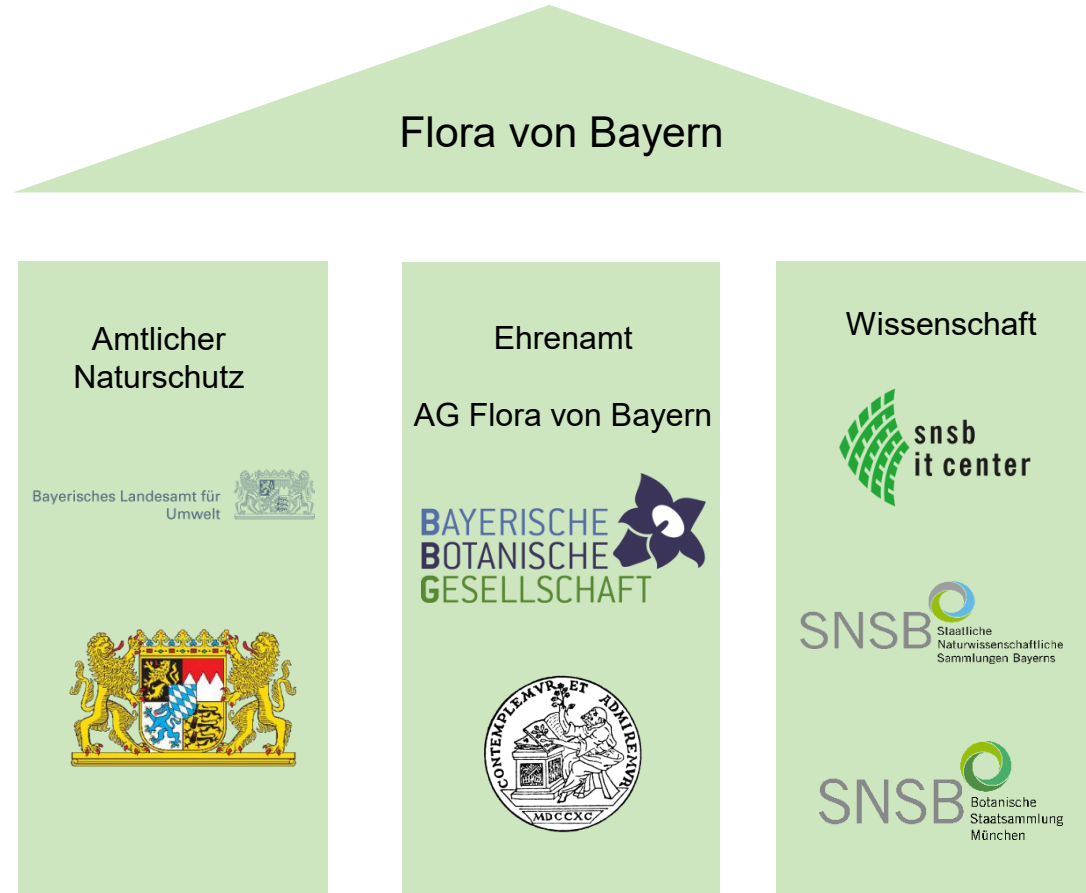 Flora von Bayern
Amtlicher
Naturschutz
Bayerisches Landesamt für
Umwelt
Ehrenamt
AG Flora von Bayern
BAYERISCHE
BOTANISCHE
GESELLSCHAFT
CONTEMPLEMVR ET ADMIREMVR
MDCCXC
Wissenschaft
snsb
it center
SNSB
Staatliche
Naturwissenschaftliche
Sammlungen Bayerns
SNSB
Botanische
Staatssammlung
München